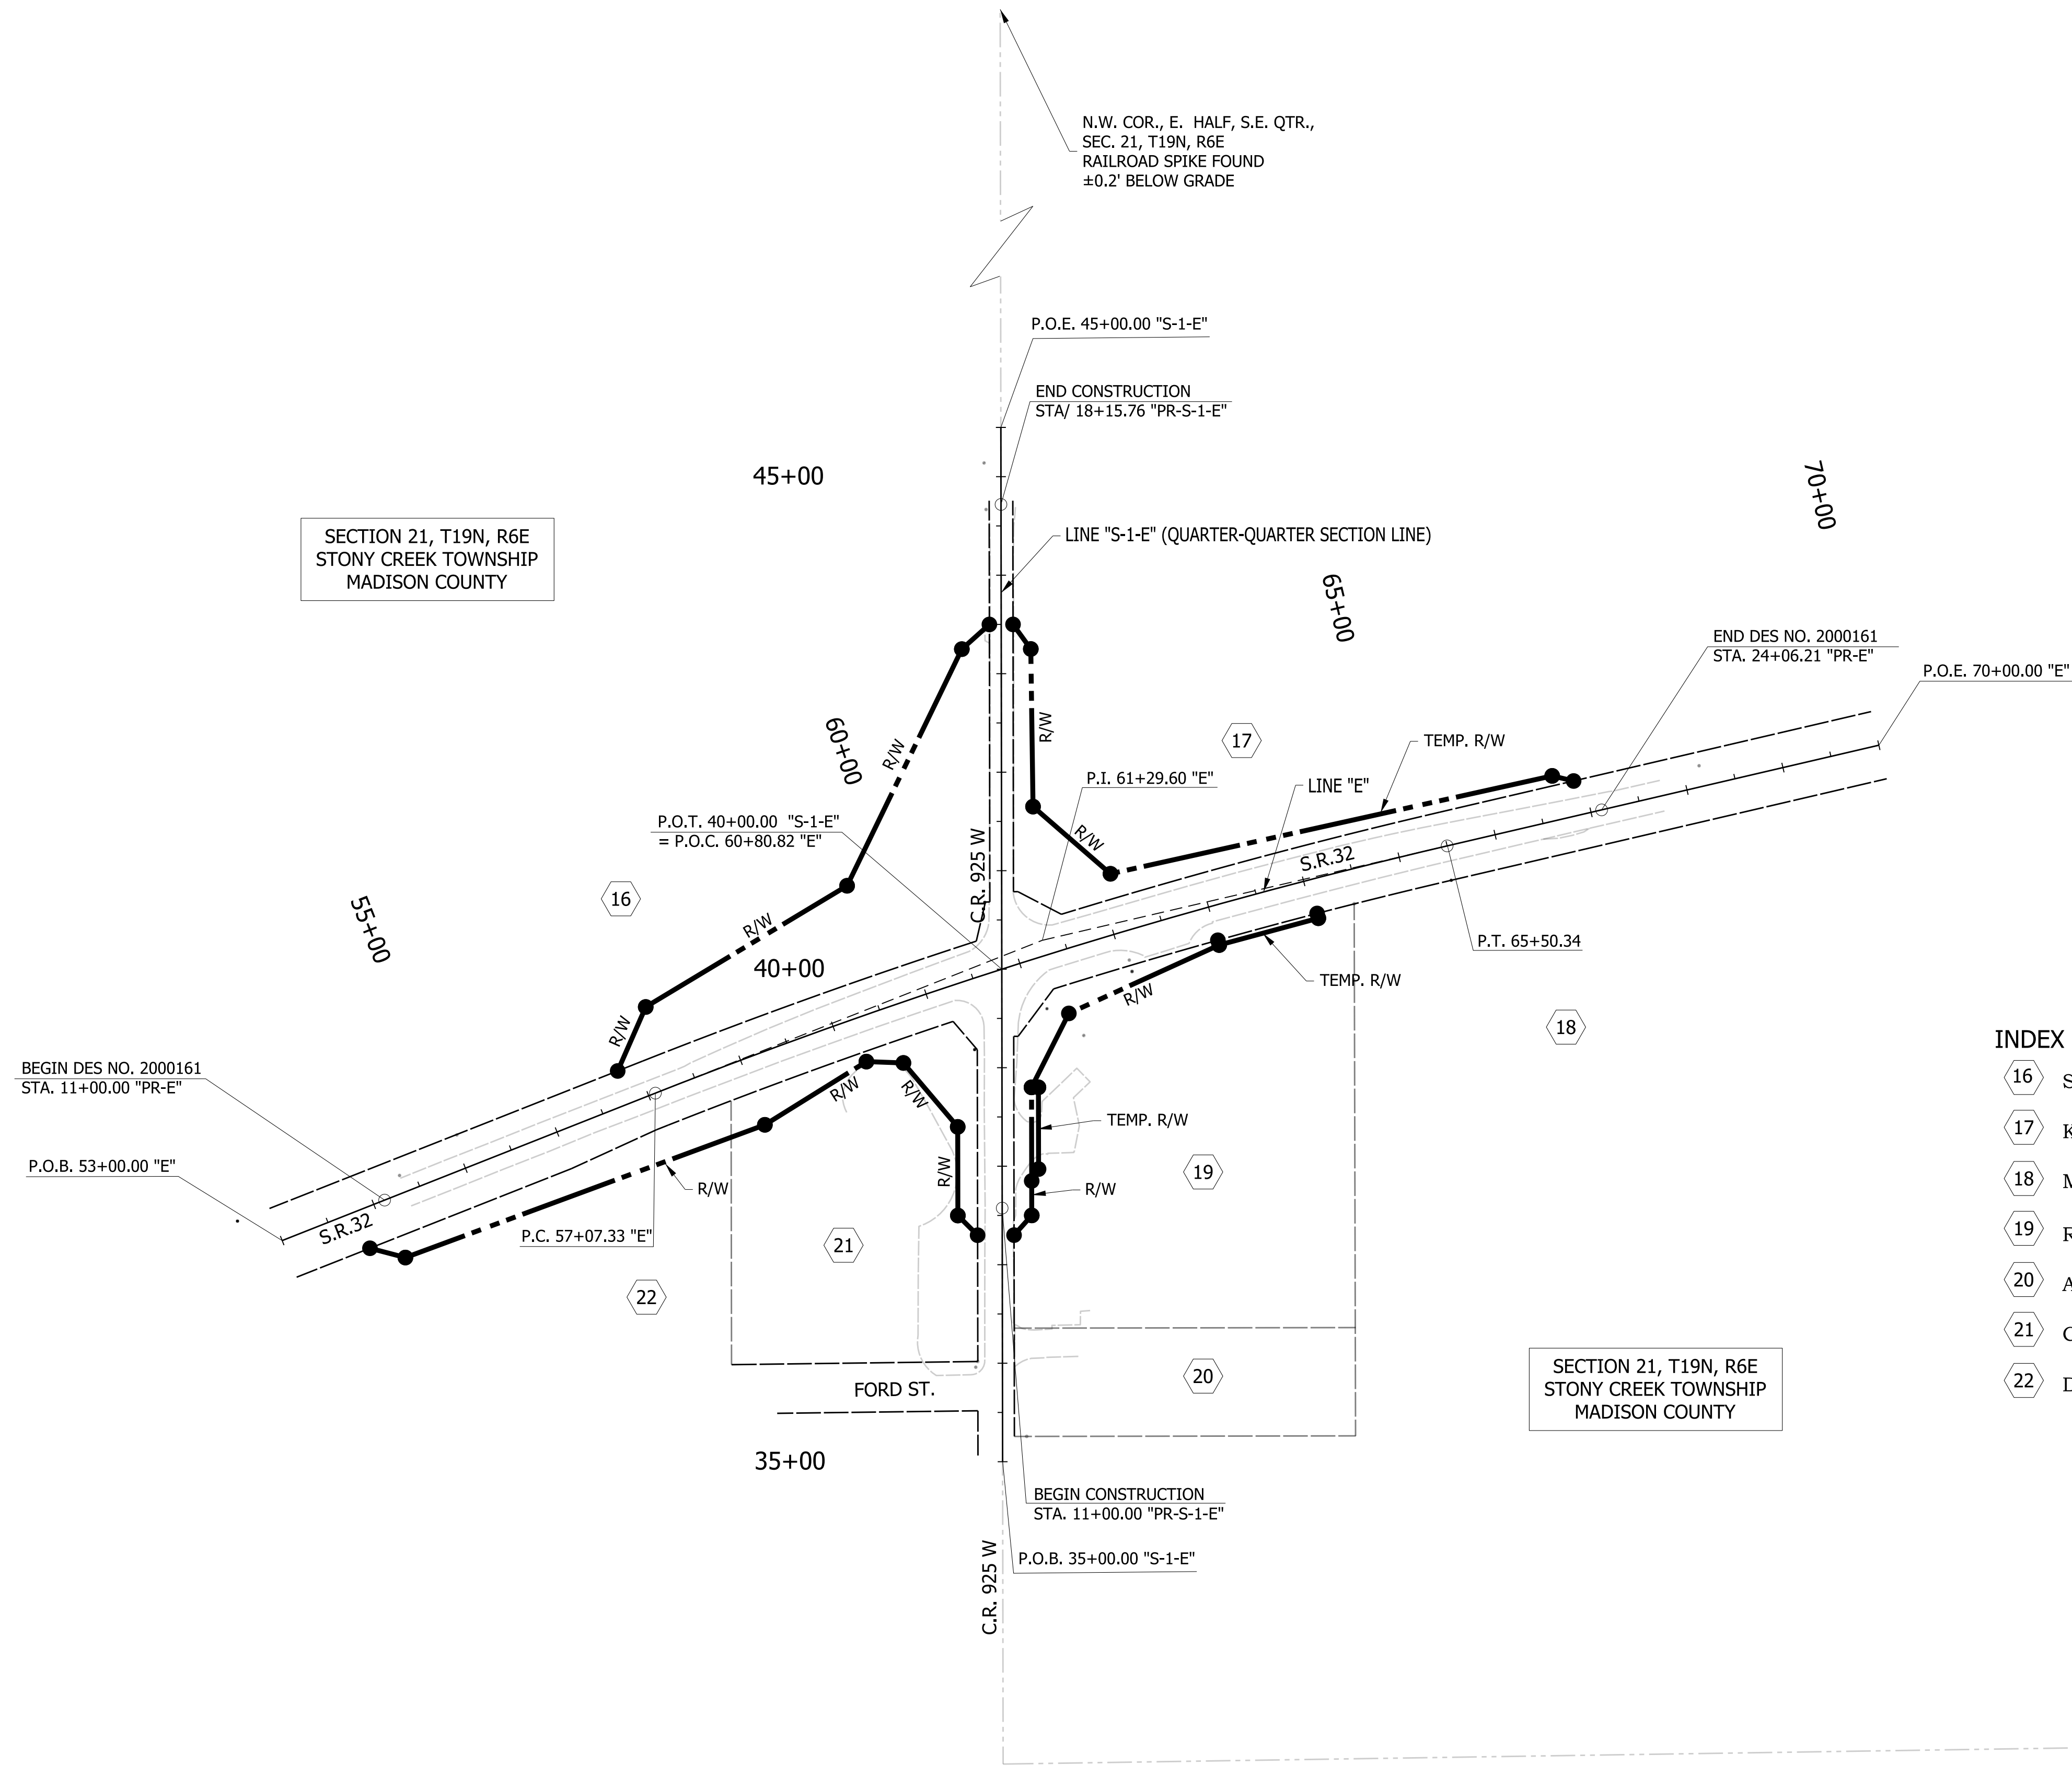 N.W. COR., E. HALF, S.E. QTR.,
SEC. 21, T19N, R6E
RAILROAD SPIKE FOUND
±0.2' BELOW GRADE
P.O.E. 45+00.00 "S-1-E"
END CONSTRUCTION
STA/ 18+15.76 "PR-S-1-E"
45+00
70+00
SECTION 21, T19N, R6E
STONY CREEK TOWNSHIP
MADISON COUNTY
LINE "S-1-E" (QUARTER-QUARTER SECTION LINE)
65+00
END DES NO. 2000161
STA. 24+06.21 "PR-E"
P.O.E. 70+00.00 "E"
60+00
R/W
R/W
17
TEMP. R/W
P.I. 61+29.60 "E"
LINE "E"
P.O.T. 40+00.00 "S-1-E"
= P.O.C. 60+80.82 "E"
R/W
C.R. 925 W
S.R.32
16
55+00
R/W
40+00
P.T. 65+50.34
TEMP. R/W
R/W
18
R/W
INDEX
BEGIN DES NO. 2000161
STA. 11+00.00 "PR-E"
16 S
R/W
R/W
TEMP. R/W
17 K
P.O.B. 53+00.00 "E"
R/W
R/W
19
R/W
18 M
S.R.32
P.C. 57+07.33 "E"
21
19 R
22
20 A
21 C
20
FORD ST.
SECTION 21, T19N, R6E
STONY CREEK TOWNSHIP
MADISON COUNTY
22 D
35+00
BEGIN CONSTRUCTION
STA. 11+00.00 "PR-S-1-E"
P.O.B. 35+00.00 "S-1-E"
C.R. 925 W